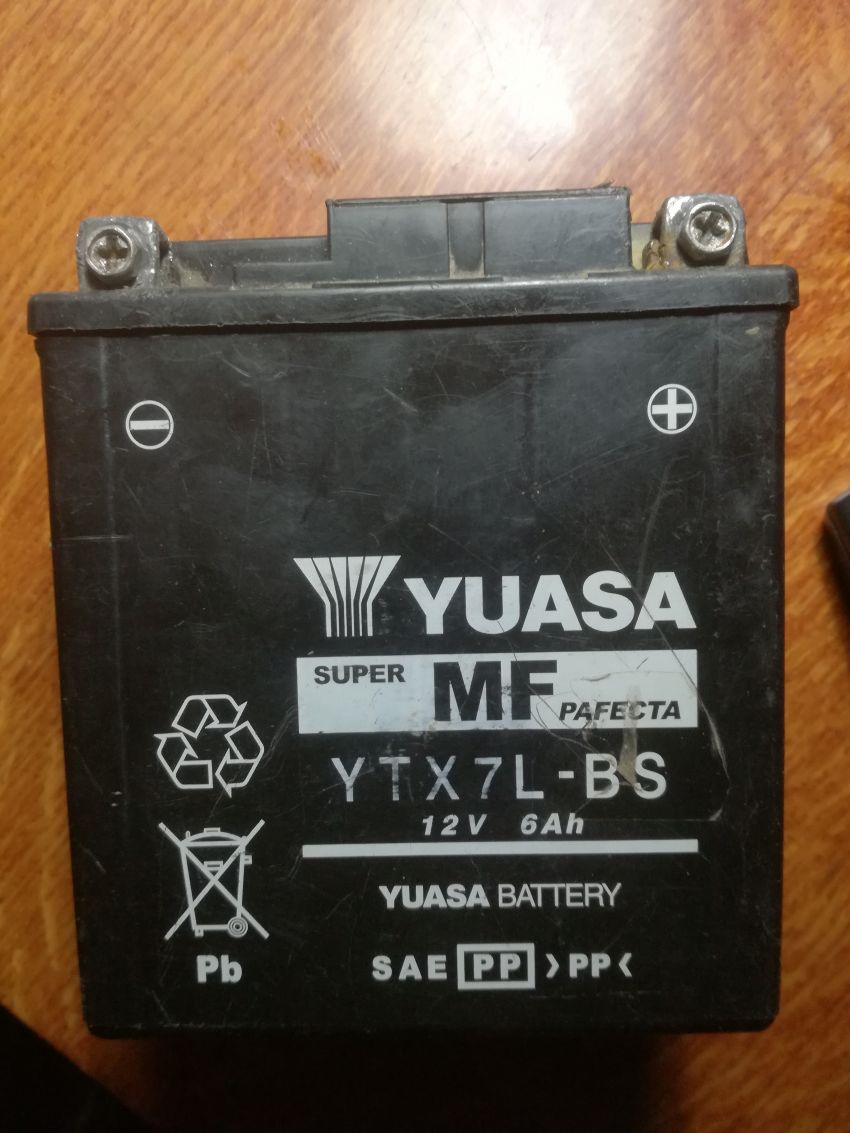 YUASA
SUPER MF PAFECTA
YTX7L-BS
12V 6Ah
YUASA BATTERY
Pb
SAE PP >PP<